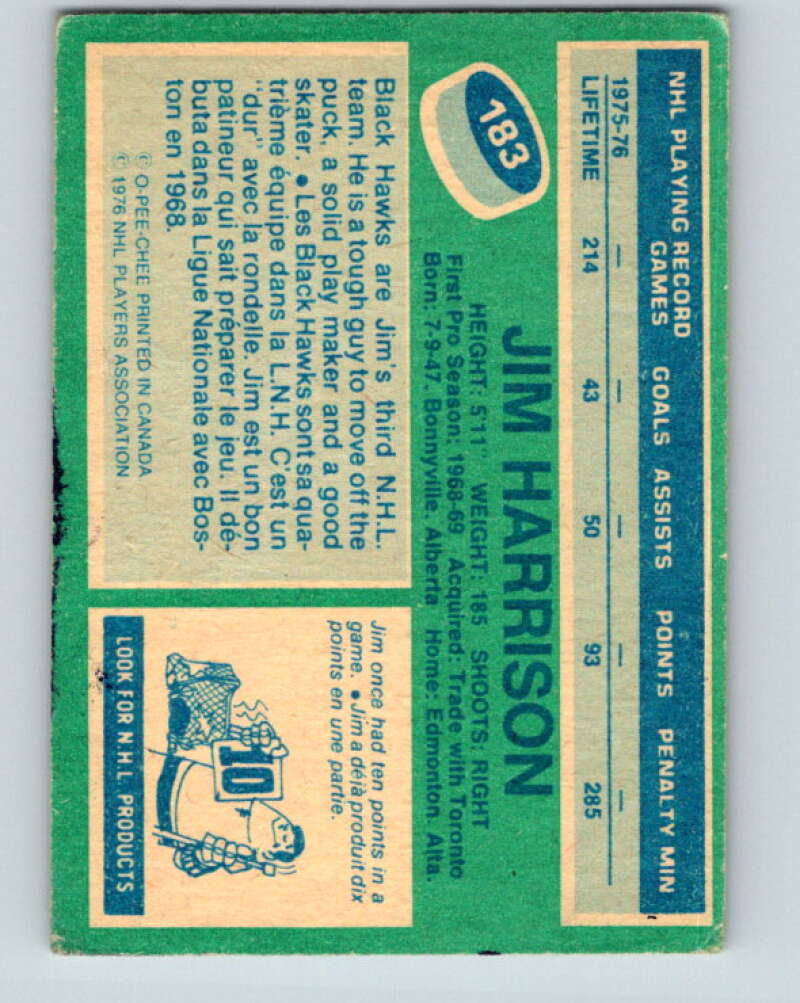 NHL PLAYING RECORD
GAMES GOALS ASSISTS POINTS PENALTY MIN
1975-76 — — — — —
LIFETIME 214 43 50 93 285
183
JIM HARRISON
HEIGHT: 5'11" WEIGHT: 185 SHOOTS: RIGHT
First Pro Season: 1968-69 Acquired: Trade with Toronto
Born: 7-9-47. Bonnyville, Alberta Home: Edmonton, Alta.
Black Hawks are Jim's third N.H.L.
team. He is a tough guy to move off the
puck, a solid play maker and a good
skater. • Les Black Hawks sont sa qua-
trième équipe dans la L.N.H. C'est un
"dur" avec la rondelle. Jim est un bon
patineur qui sait préparer le jeu. Il dé-
buta dans la Ligue Nationale avec Bos-
ton en 1968.
© O-PEE-CHEE PRINTED IN CANADA
© 1976 NHL PLAYERS ASSOCIATION
Jim once had ten points in a
game. • Jim a déjà produit dix
points en une partie.
10
LOOK FOR N.H.L. PRODUCTS